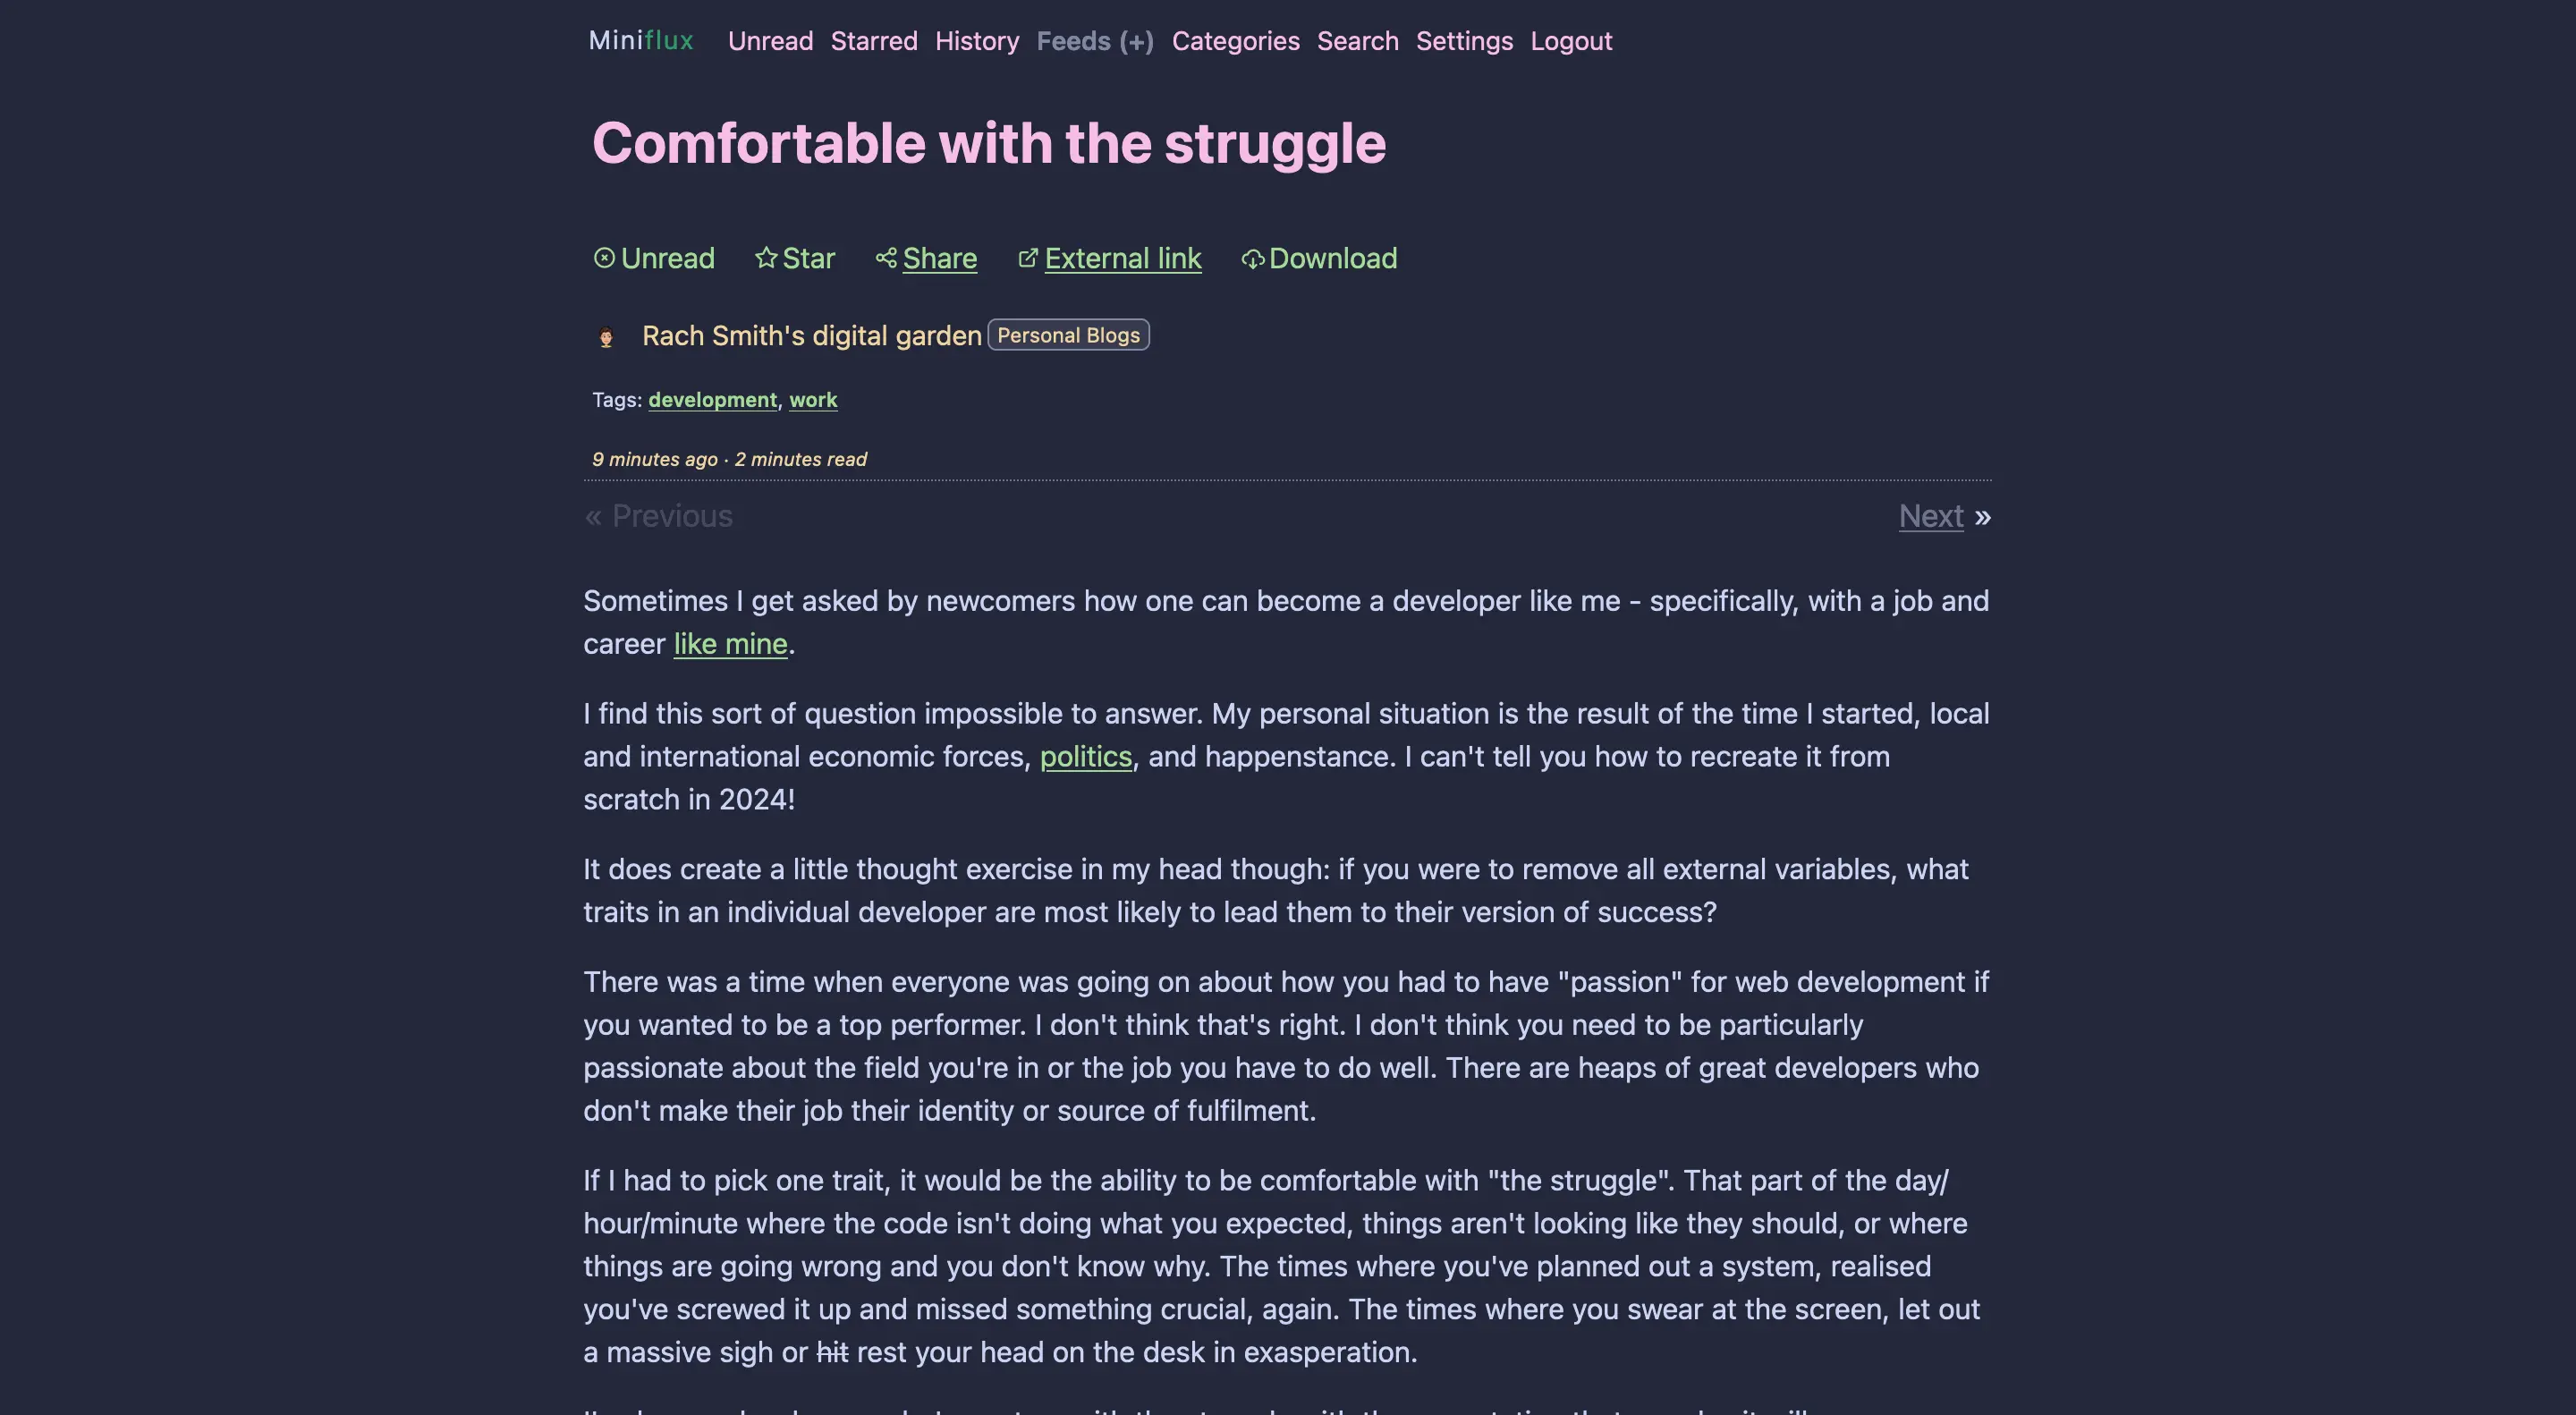 Miniflux Unread Starred History Feeds (+) Categories Search Settings Logout
Comfortable with the struggle
Unread Star Share External link Download
Rach Smith's digital garden Personal Blogs
Tags: development, work
9 minutes ago · 2 minutes read
« Previous Next »
Sometimes I get asked by newcomers how one can become a developer like me - specifically, with a job and
career like mine.
I find this sort of question impossible to answer. My personal situation is the result of the time I started, local
and international economic forces, politics, and happenstance. I can't tell you how to recreate it from
scratch in 2024!
It does create a little thought exercise in my head though: if you were to remove all external variables, what
traits in an individual developer are most likely to lead them to their version of success?
There was a time when everyone was going on about how you had to have "passion" for web development if
you wanted to be a top performer. I don't think that's right. I don't think you need to be particularly
passionate about the field you're in or the job you have to do well. There are heaps of great developers who
don't make their job their identity or source of fulfilment.
If I had to pick one trait, it would be the ability to be comfortable with "the struggle". That part of the day/
hour/minute where the code isn't doing what you expected, things aren't looking like they should, or where
things are going wrong and you don't know why. The times where you've planned out a system, realised
you've screwed it up and missed something crucial, again. The times where you swear at the screen, let out
a massive sigh or hit rest your head on the desk in exasperation.